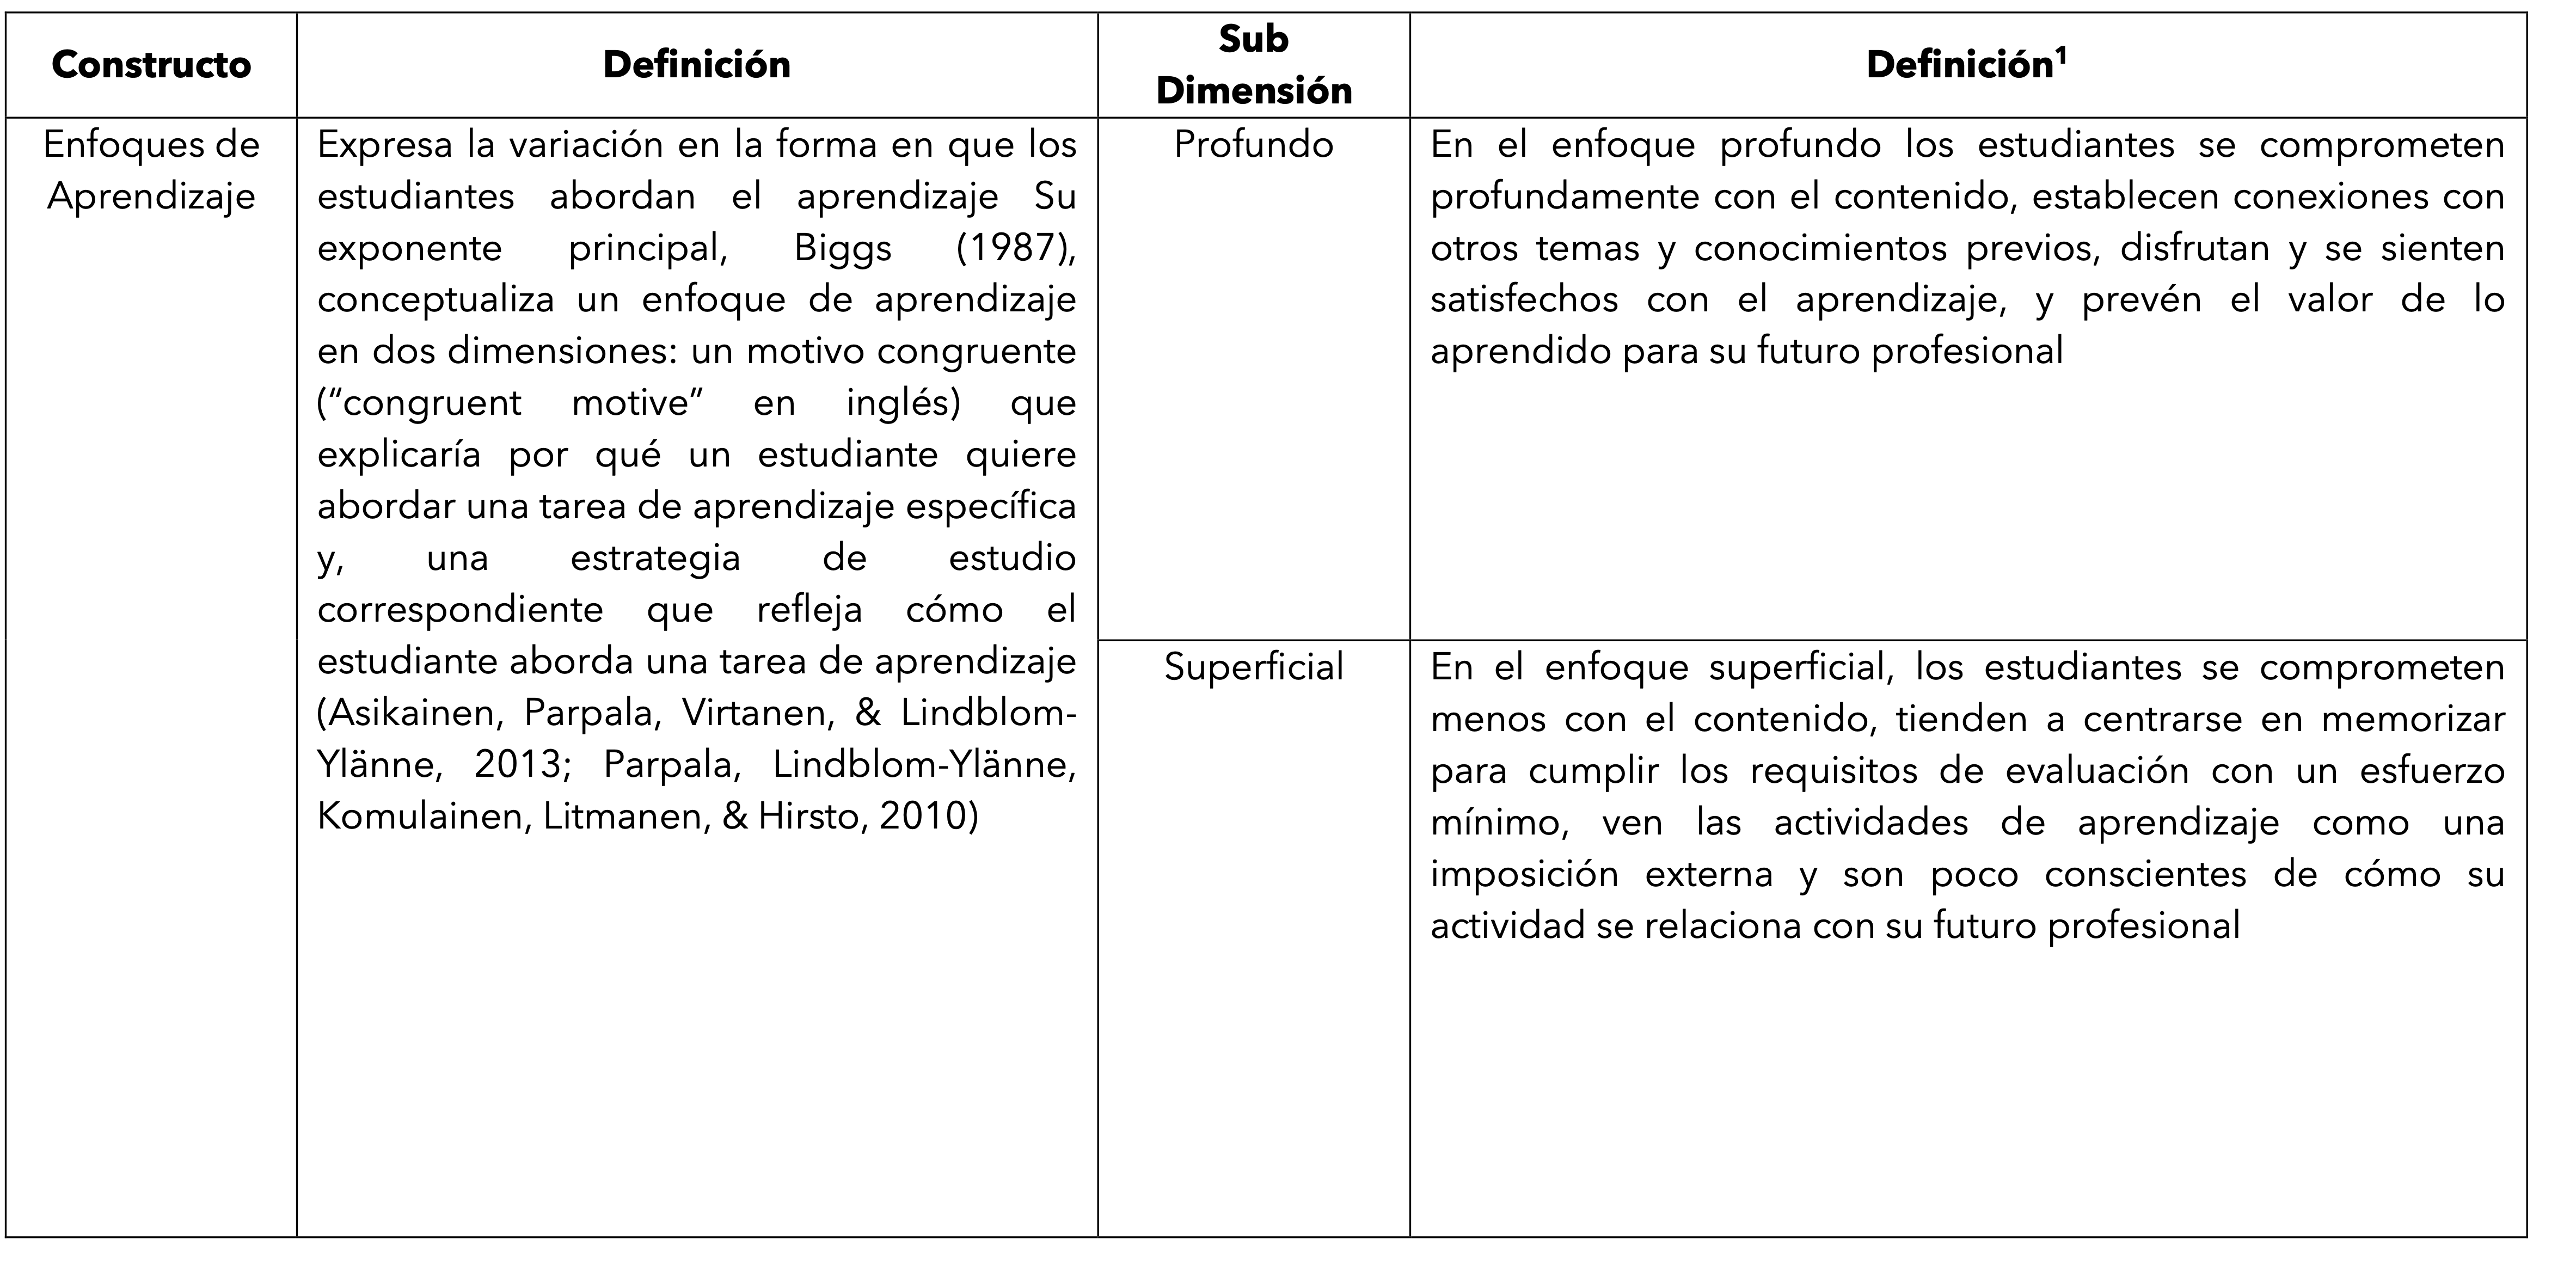 Constructo
Definición
Sub
Dimensión
Definición¹
Enfoques de
Aprendizaje
Expresa la variación en la forma en que los
estudiantes abordan el aprendizaje Su
exponente principal, Biggs (1987),
conceptualiza un enfoque de aprendizaje
en dos dimensiones: un motivo congruente
(“congruent motive” en inglés) que
explicaría por qué un estudiante quiere
abordar una tarea de aprendizaje específica
y, una estrategia de estudio
correspondiente que refleja cómo el
estudiante aborda una tarea de aprendizaje
(Asikainen, Parpala, Virtanen, & Lindblom-
Ylänne, 2013; Parpala, Lindblom-Ylänne,
Komulainen, Litmanen, & Hirsto, 2010)
Profundo
En el enfoque profundo los estudiantes se comprometen
profundamente con el contenido, establecen conexiones con
otros temas y conocimientos previos, disfrutan y se sienten
satisfechos con el aprendizaje, y prevén el valor de lo
aprendido para su futuro profesional
Superficial
En el enfoque superficial, los estudiantes se comprometen
menos con el contenido, tienden a centrarse en memorizar
para cumplir los requisitos de evaluación con un esfuerzo
mínimo, ven las actividades de aprendizaje como una
imposición externa y son poco conscientes de cómo su
actividad se relaciona con su futuro profesional